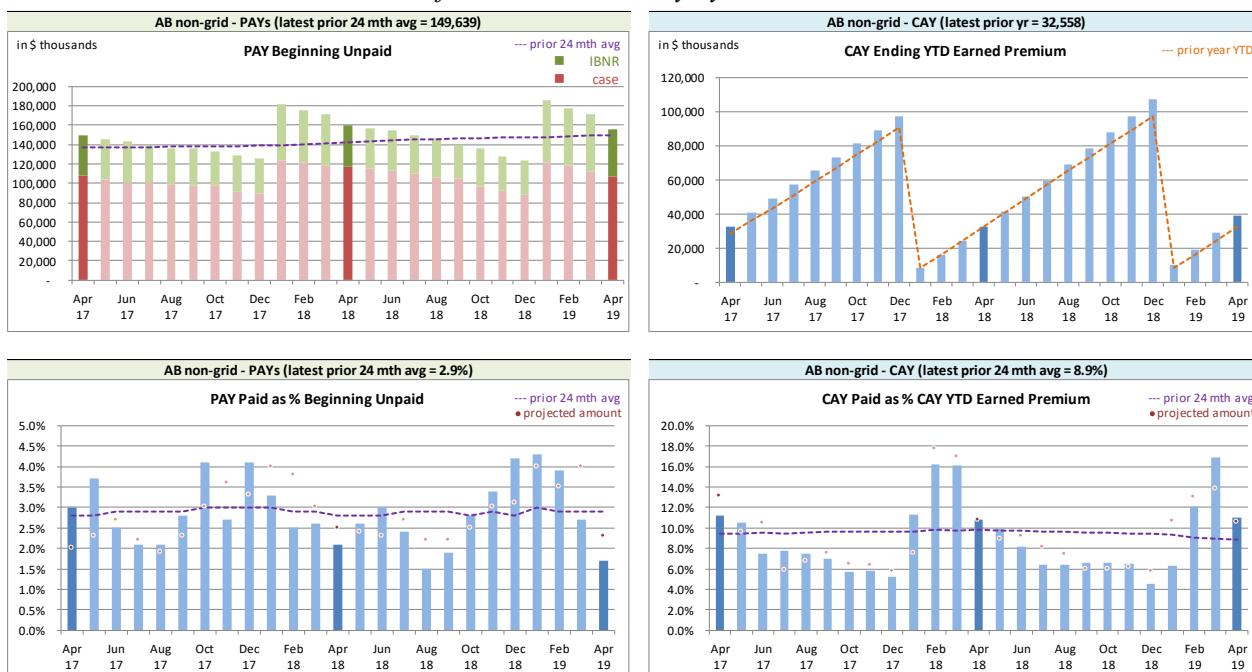 AB non-grid - PAYs (latest prior 24 mth avg = 149,639)
in $ thousands
PAY Beginning Unpaid
--- prior 24 mth avg
IBNR
case
200,000
180,000
160,000
140,000
120,000
100,000
80,000
60,000
40,000
20,000
-
Apr Jun Aug Oct Dec Feb Apr Jun Aug Oct Dec Feb Apr
17 17 17 17 17 18 18 18 18 18 18 19 19
AB non-grid - CAY (latest prior yr = 32,558)
in $ thousands
CAY Ending YTD Earned Premium
--- prior year YTD
120,000
100,000
80,000
60,000
40,000
20,000
-
Apr Jun Aug Oct Dec Feb Apr Jun Aug Oct Dec Feb Apr
17 17 17 17 17 18 18 18 18 18 18 19 19
AB non-grid - PAYs (latest prior 24 mth avg = 2.9%)
PAY Paid as % Beginning Unpaid
--- prior 24 mth avg
• projected amount
5.0%
4.5%
4.0%
3.5%
3.0%
2.5%
2.0%
1.5%
1.0%
0.5%
0.0%
Apr Jun Aug Oct Dec Feb Apr Jun Aug Oct Dec Feb Apr
17 17 17 17 17 18 18 18 18 18 18 19 19
AB non-grid - CAY (latest prior 24 mth avg = 8.9%)
CAY Paid as % CAY YTD Earned Premium
--- prior 24 mth avg
• projected amount
20.0%
18.0%
16.0%
14.0%
12.0%
10.0%
8.0%
6.0%
4.0%
2.0%
0.0%
Apr Jun Aug Oct Dec Feb Apr Jun Aug Oct Dec Feb Apr
17 17 17 17 17 18 18 18 18 18 18 19 19